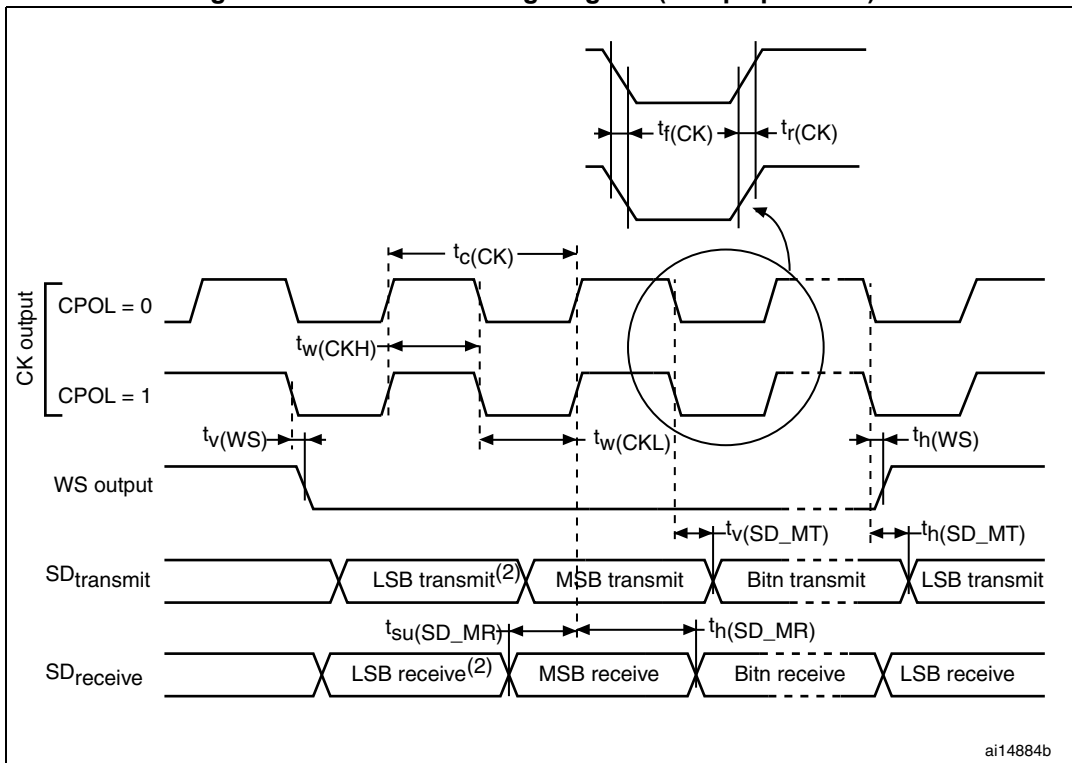 tf(CK)
tr(CK)
tc(CK)
CK output
CPOL = 0
tw(CKH)
CPOL = 1
tv(WS)
tw(CKL)
th(WS)
WS output
tv(SD_MT)
th(SD_MT)
SDtransmit
LSB transmit(2)
MSB transmit
Bitn transmit
LSB transmit
tsu(SD_MR)
th(SD_MR)
SDreceive
LSB receive(2)
MSB receive
Bitn receive
LSB receive
ai14884b